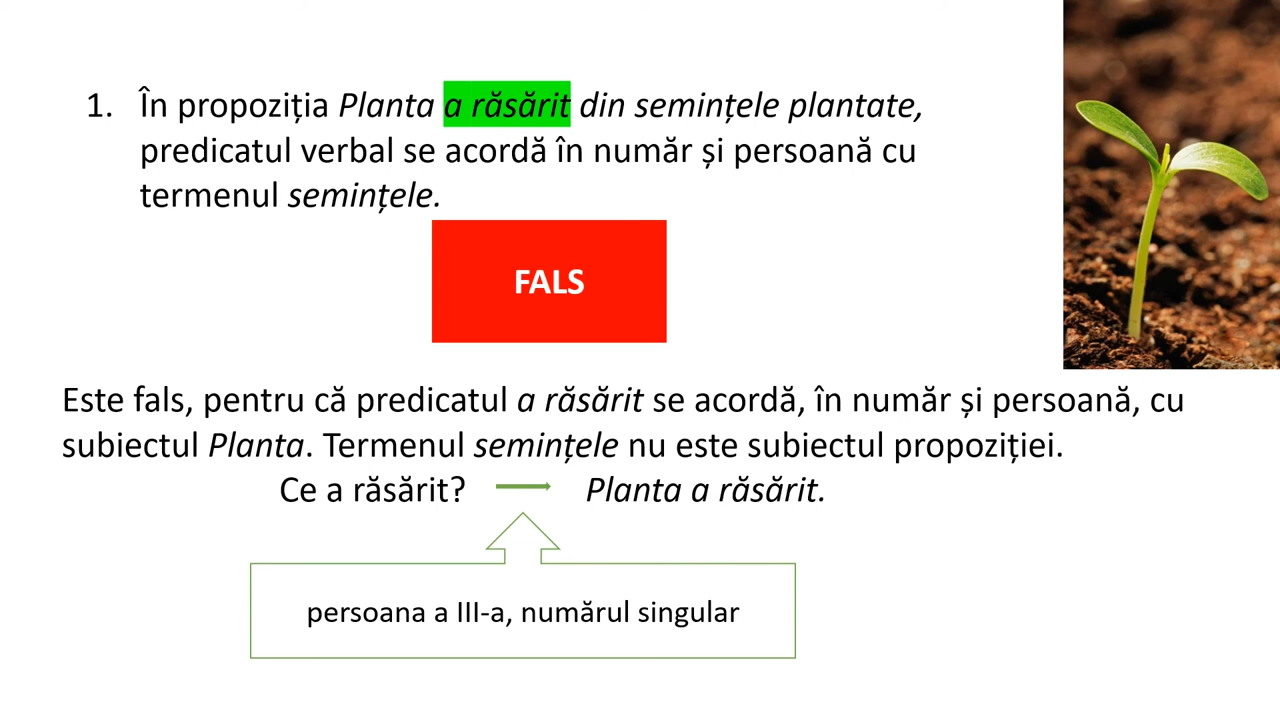 1. În propoziția Planta a răsărit din semințele plantate,
predicatul verbal se acordă în număr și persoană cu
termenul semințele.
FALS
Este fals, pentru că predicatul a răsărit se acordă, în număr și persoană, cu
subiectul Planta. Termenul semințele nu este subiectul propoziției.
Ce a răsărit? Planta a răsărit.
persoana a III-a, numărul singular